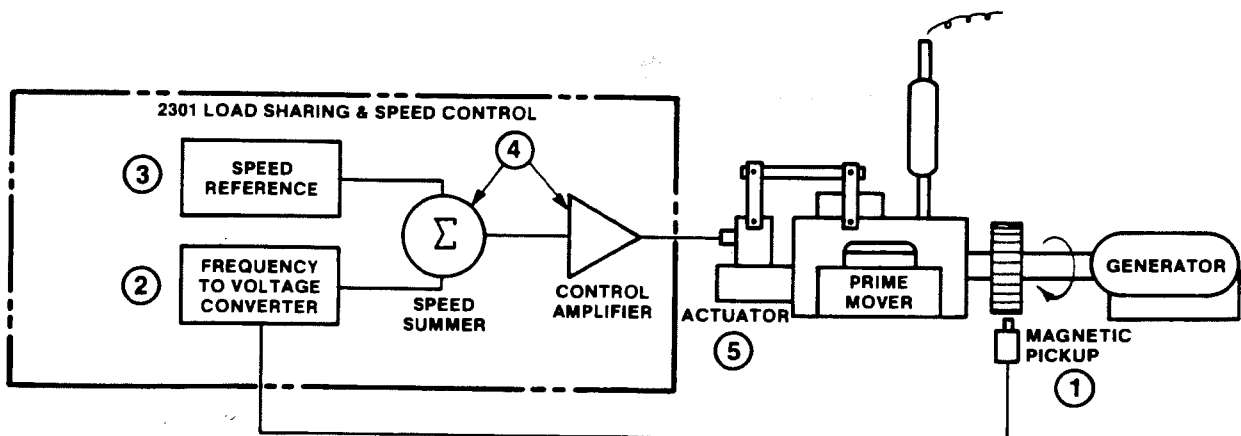 2301 LOAD SHARING & SPEED CONTROL
3
SPEED
REFERENCE
4
Σ
SPEED
SUMMER
2
FREQUENCY
TO VOLTAGE
CONVERTER
CONTROL
AMPLIFIER
ACTUATOR
5
PRIME
MOVER
GENERATOR
MAGNETIC
PICKUP
1